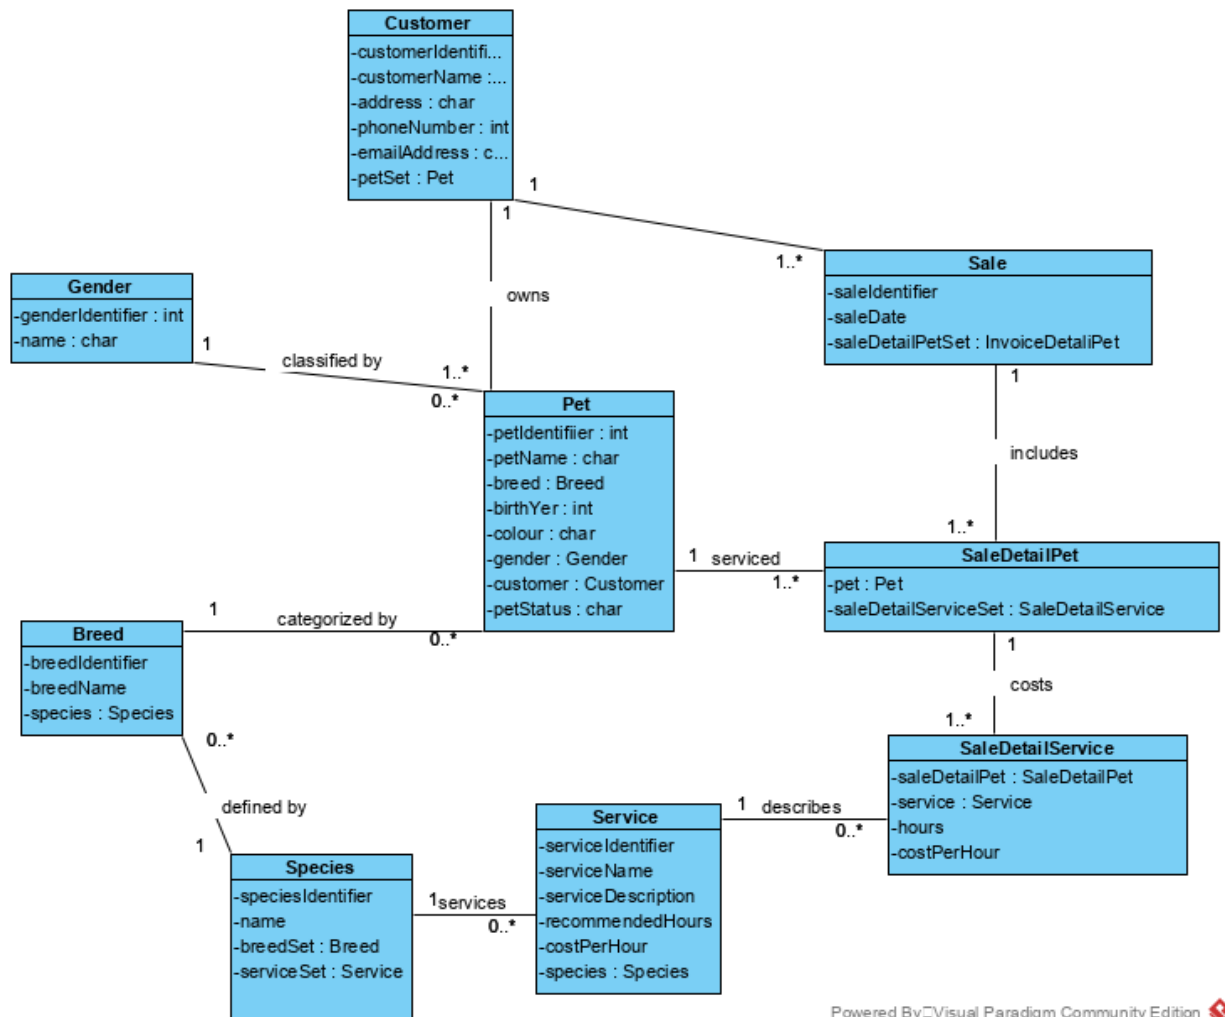 Customer
-customerIdentifi...
-customerName :...
-address : char
-phoneNumber : int
-emailAddress : c...
-petSet : Pet
1
1
1..*
Sale
-saleIdentifier
-saleDate
-saleDetailPetSet : InvoiceDetaliPet
owns
Gender
-genderIdentifier : int
-name : char
1
classified by
1..*
0..*
1
includes
1..*
Pet
-petIdentifiier : int
-petName : char
-breed : Breed
-birthYer : int
-colour : char
-gender : Gender
-customer : Customer
-petStatus : char
1
serviced
1..*
SaleDetailPet
-pet : Pet
-saleDetailServiceSet : SaleDetailService
1
categorized by
0..*
Breed
-breedIdentifier
-breedName
-species : Species
1
costs
1..*
0..*
defined by
1
SaleDetailService
-saleDetailPet : SaleDetailPet
-service : Service
-hours
-costPerHour
1
describes
0..*
Service
-serviceIdentifier
-serviceName
-serviceDescription
-recommendedHours
-costPerHour
-species : Species
Species
-speciesIdentifier
-name
-breedSet : Breed
-serviceSet : Service
1
services
0..*
Powered By Visual Paradigm Community Edition